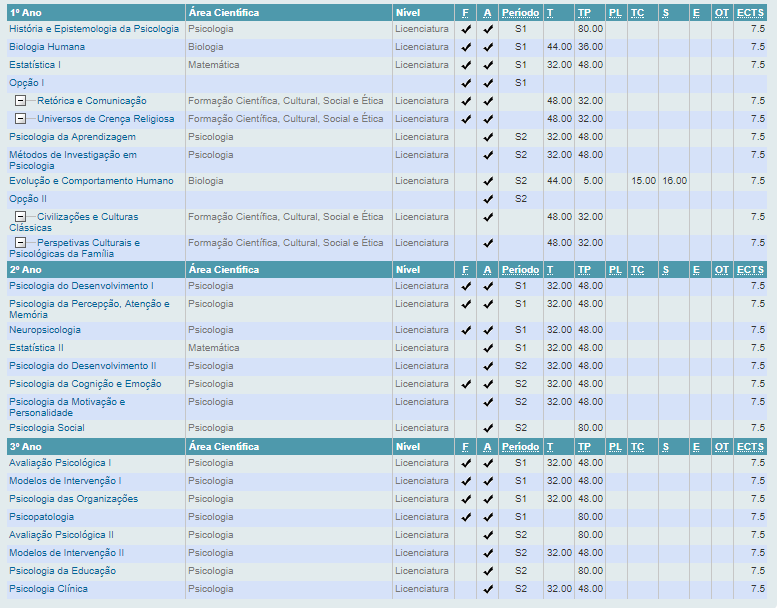 1º Ano Área Científica Nível F A Período T TP PL TC S E OT ECTS
História e Epistemologia da Psicologia Psicologia Licenciatura S1 80.00 7.5
Biologia Humana Biologia Licenciatura S1 44.00 36.00 7.5
Estatística I Matemática Licenciatura S1 32.00 48.00 7.5
Opção I S1
Retórica e Comunicação Formação Científica, Cultural, Social e Ética Licenciatura 48.00 32.00 7.5
Universos de Crença Religiosa Formação Científica, Cultural, Social e Ética Licenciatura 48.00 32.00 7.5
Psicologia da Aprendizagem Psicologia Licenciatura S2 32.00 48.00 7.5
Métodos de Investigação em Psicologia Licenciatura S2 32.00 48.00 7.5
Psicologia
Evolução e Comportamento Humano Biologia Licenciatura S2 44.00 5.00 15.00 16.00 7.5
Opção II S2
Civilizações e Culturas Formação Científica, Cultural, Social e Ética Licenciatura 48.00 32.00 7.5
Clássicas
Perspetivas Culturais e Formação Científica, Cultural, Social e Ética Licenciatura 48.00 32.00 7.5
Psicológicas da Família
2º Ano Área Científica Nível F A Período T TP PL TC S E OT ECTS
Psicologia do Desenvolvimento I Psicologia Licenciatura S1 32.00 48.00 7.5
Psicologia da Percepção, Atenção e Psicologia Licenciatura S1 32.00 48.00 7.5
Memória
Neuropsicologia Psicologia Licenciatura S1 32.00 48.00 7.5
Estatística II Matemática Licenciatura S1 32.00 48.00 7.5
Psicologia do Desenvolvimento II Psicologia Licenciatura S2 32.00 48.00 7.5
Psicologia da Cognição e Emoção Psicologia Licenciatura S2 32.00 48.00 7.5
Psicologia da Motivação e Psicologia Licenciatura S2 32.00 48.00 7.5
Personalidade
Psicologia Social Psicologia Licenciatura S2 80.00 7.5
3º Ano Área Científica Nível F A Período T TP PL TC S E OT ECTS
Avaliação Psicológica I Psicologia Licenciatura S1 32.00 48.00 7.5
Modelos de Intervenção I Psicologia Licenciatura S1 32.00 48.00 7.5
Psicologia das Organizações Psicologia Licenciatura S1 32.00 48.00 7.5
Psicopatologia Psicologia Licenciatura S1 80.00 7.5
Avaliação Psicológica II Psicologia Licenciatura S2 80.00 7.5
Modelos de Intervenção II Psicologia Licenciatura S2 32.00 48.00 7.5
Psicologia da Educação Psicologia Licenciatura S2 80.00 7.5
Psicologia Clínica Psicologia Licenciatura S2 32.00 48.00 7.5